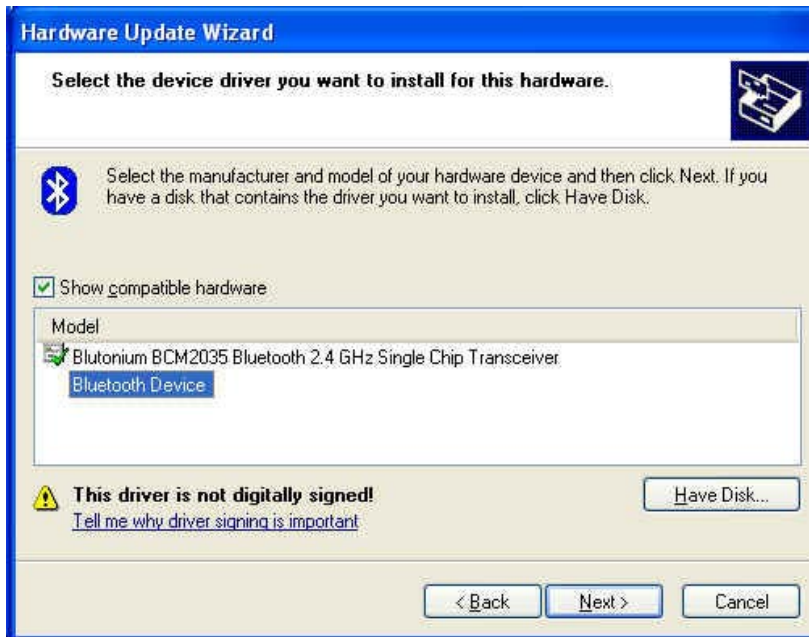 Hardware Update Wizard
Select the device driver you want to install for this hardware.
Select the manufacturer and model of your hardware device and then click Next. If you
have a disk that contains the driver you want to install, click Have Disk.
Show compatible hardware
Model
Blutonium BCM2035 Bluetooth 2.4 GHz Single Chip Transceiver
Bluetooth Device
This driver is not digitally signed!
Have Disk...
Tell me why driver signing is important
< Back
Next >
Cancel